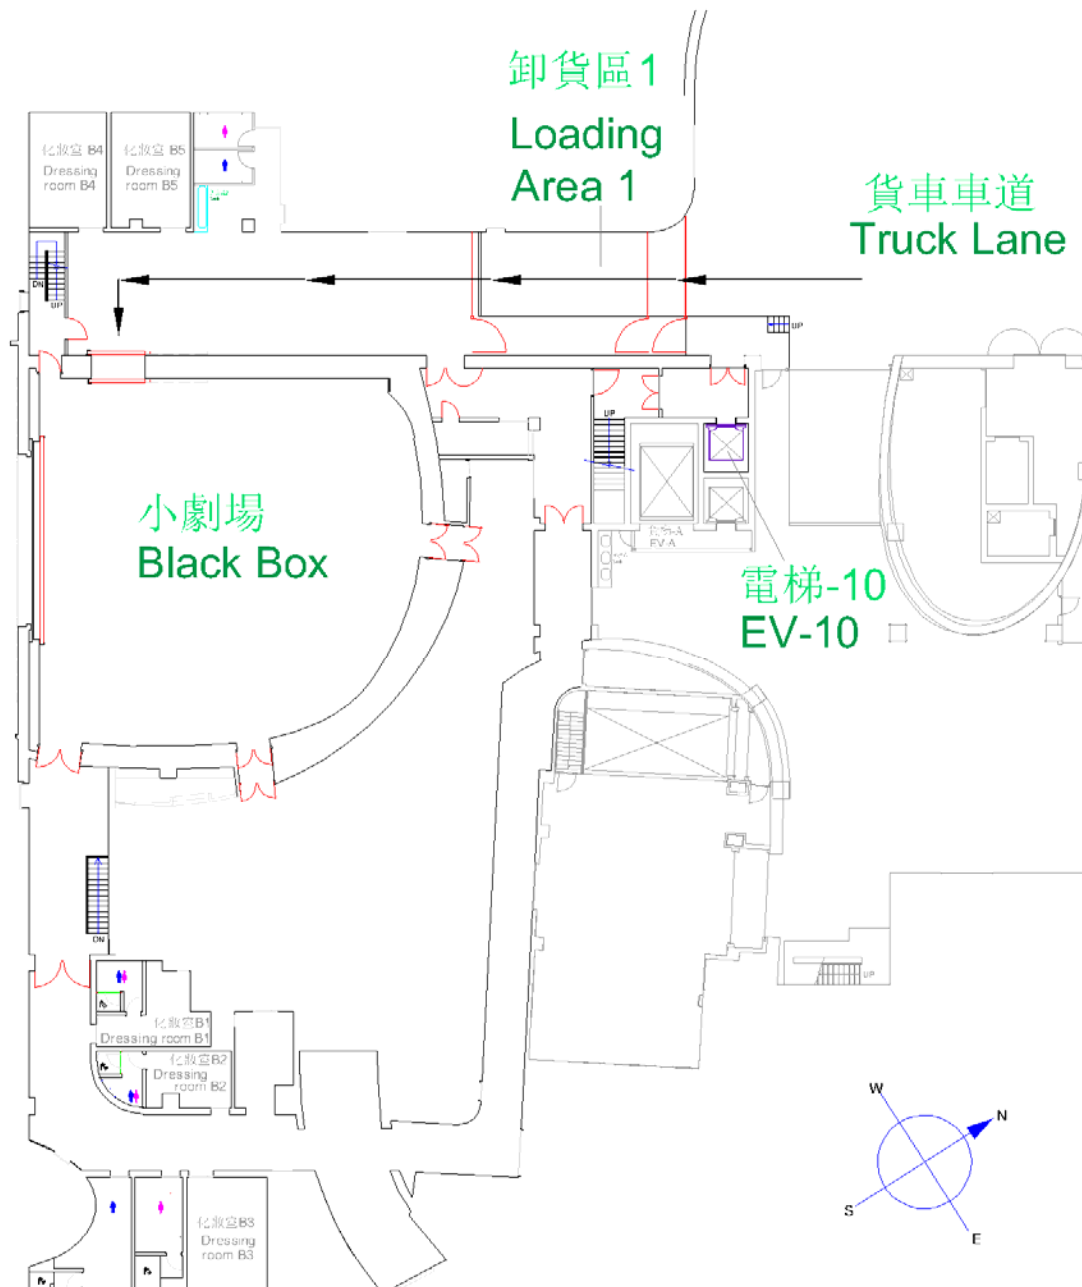 卸貨區1
Loading
Area 1
貨車車道
Truck Lane
化妝室 B4
Dressing
room B4
化妝室 B5
Dressing
room B5
DN
UP
UP
UP
小劇場
Black Box
貨物-A
EV-A
電梯-10
EV-10
DN
UP
化妝室B1
Dressing room B1
化妝室B2
Dressing
room B2
化妝室B3
Dressing
room B3
W
N
S
E